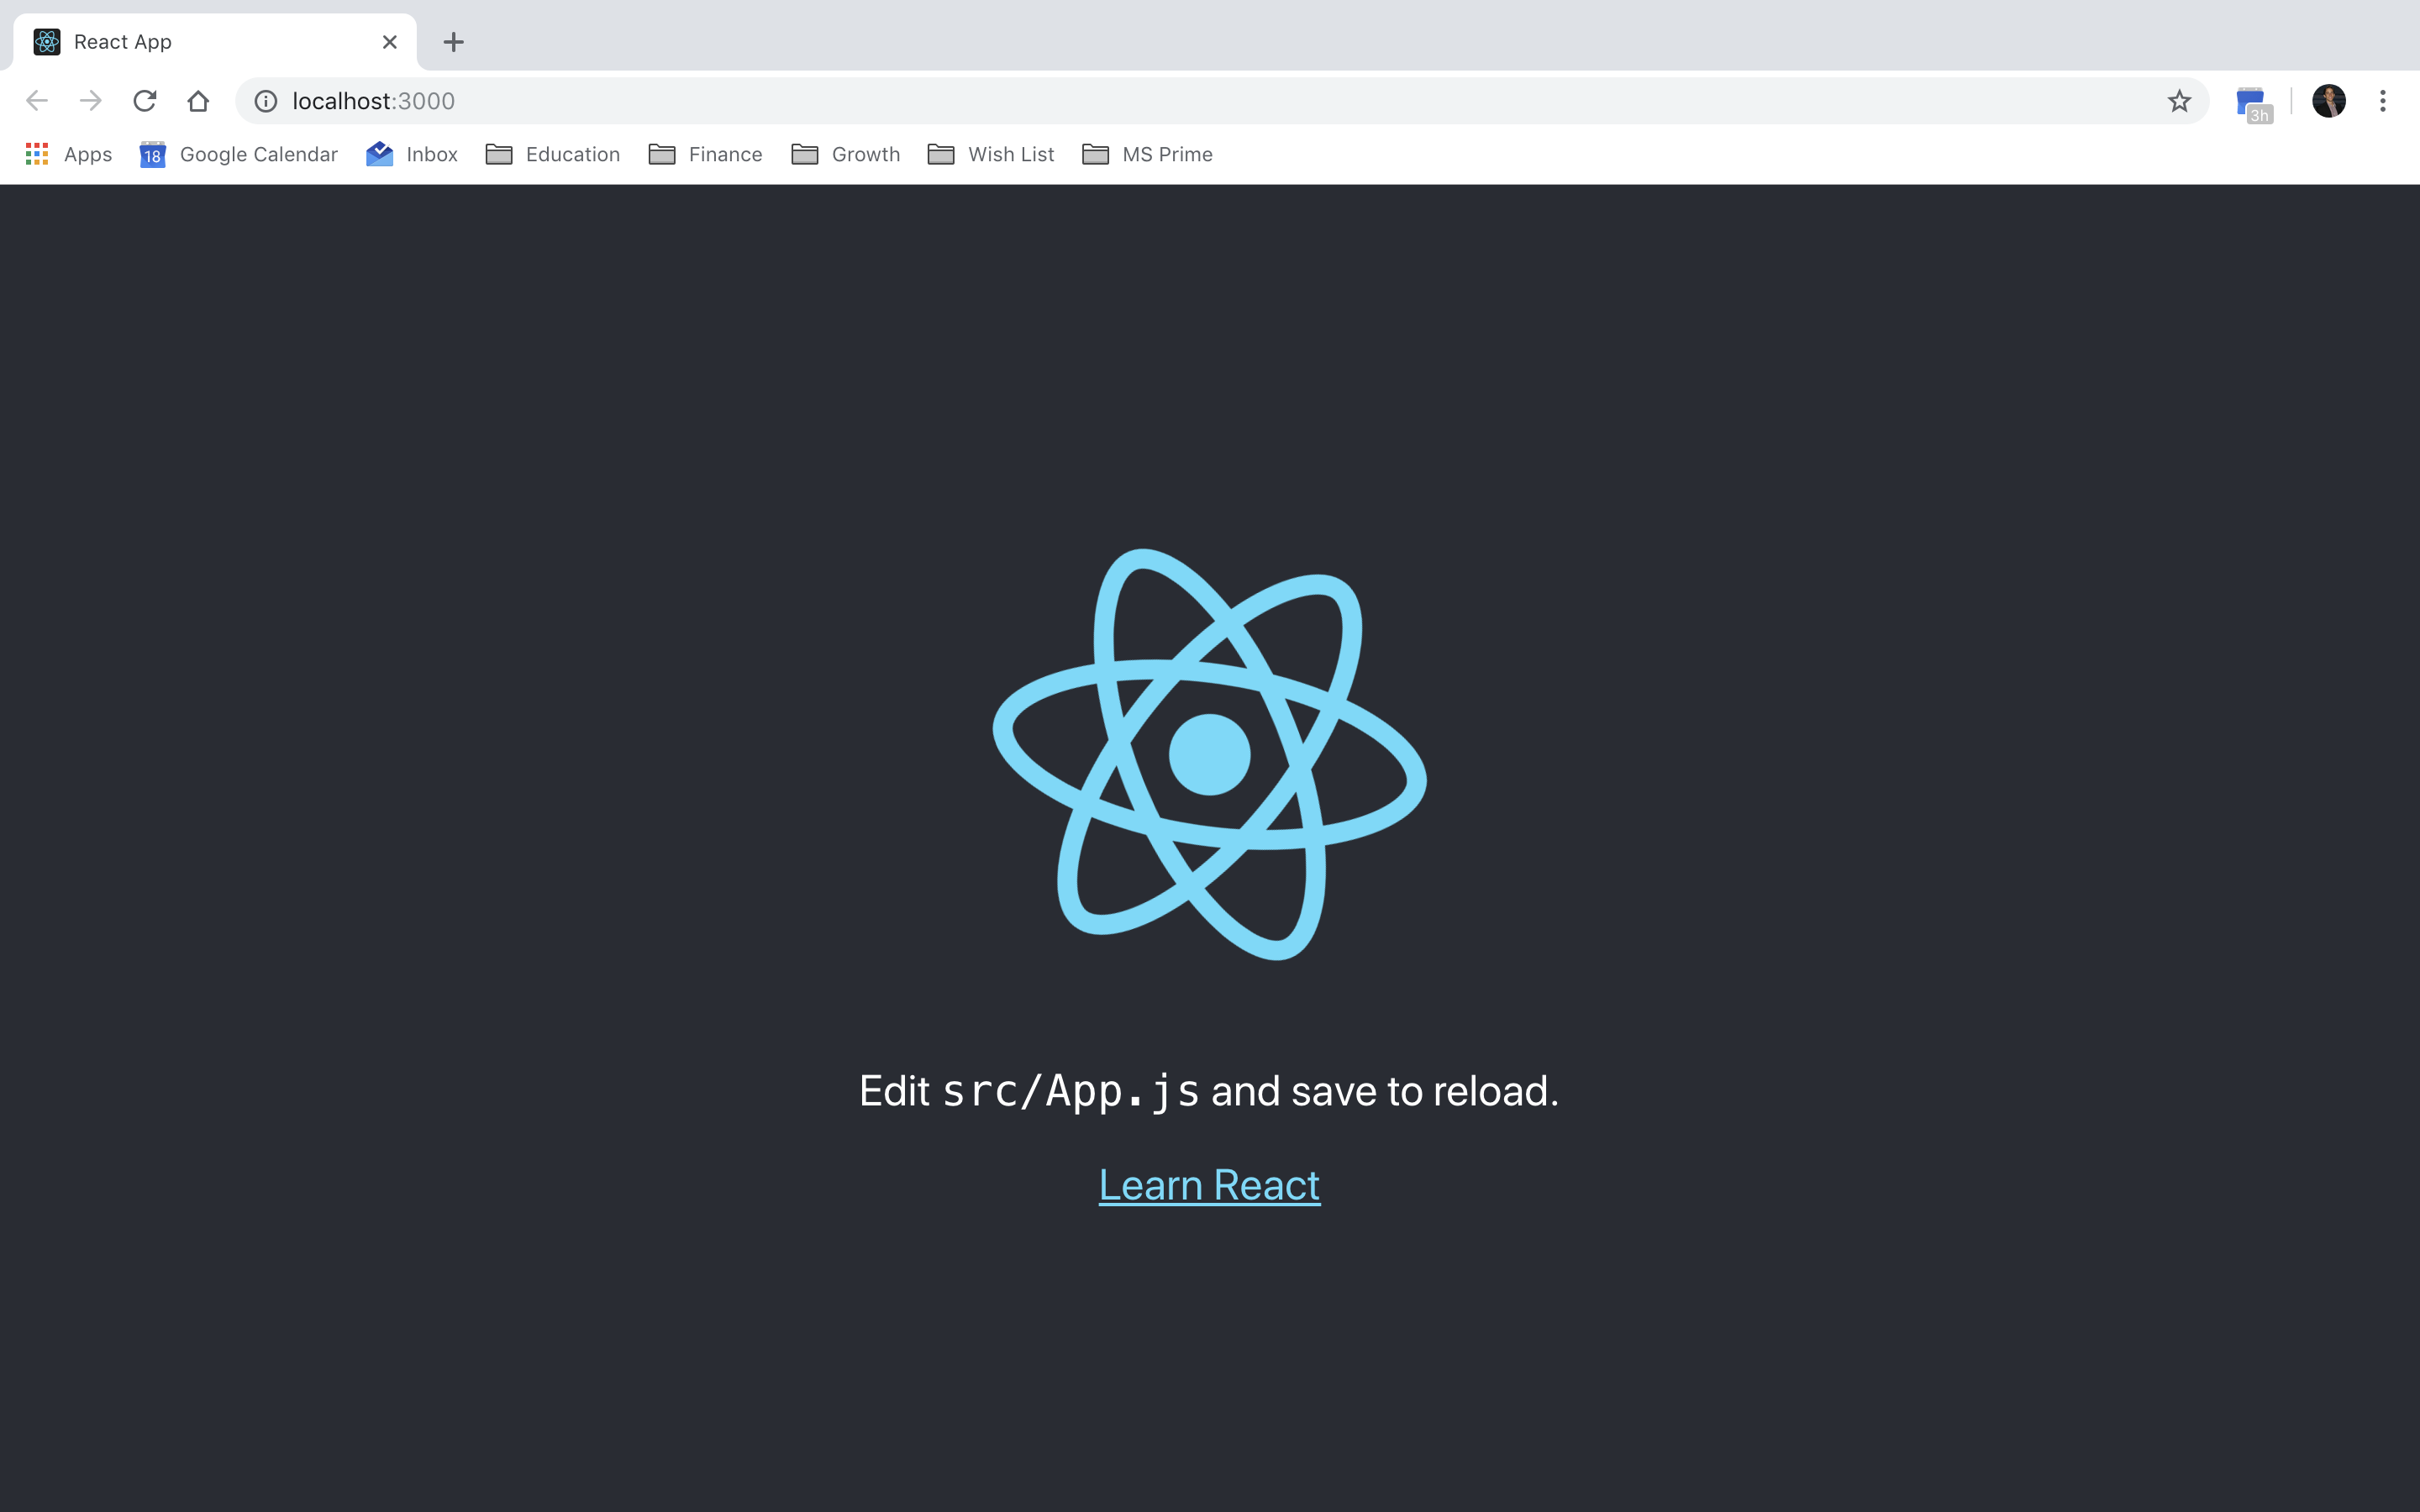 React App
localhost:3000
3h
Apps 18 Google Calendar Inbox Education Finance Growth Wish List MS Prime
Edit src/App.js and save to reload.
Learn React